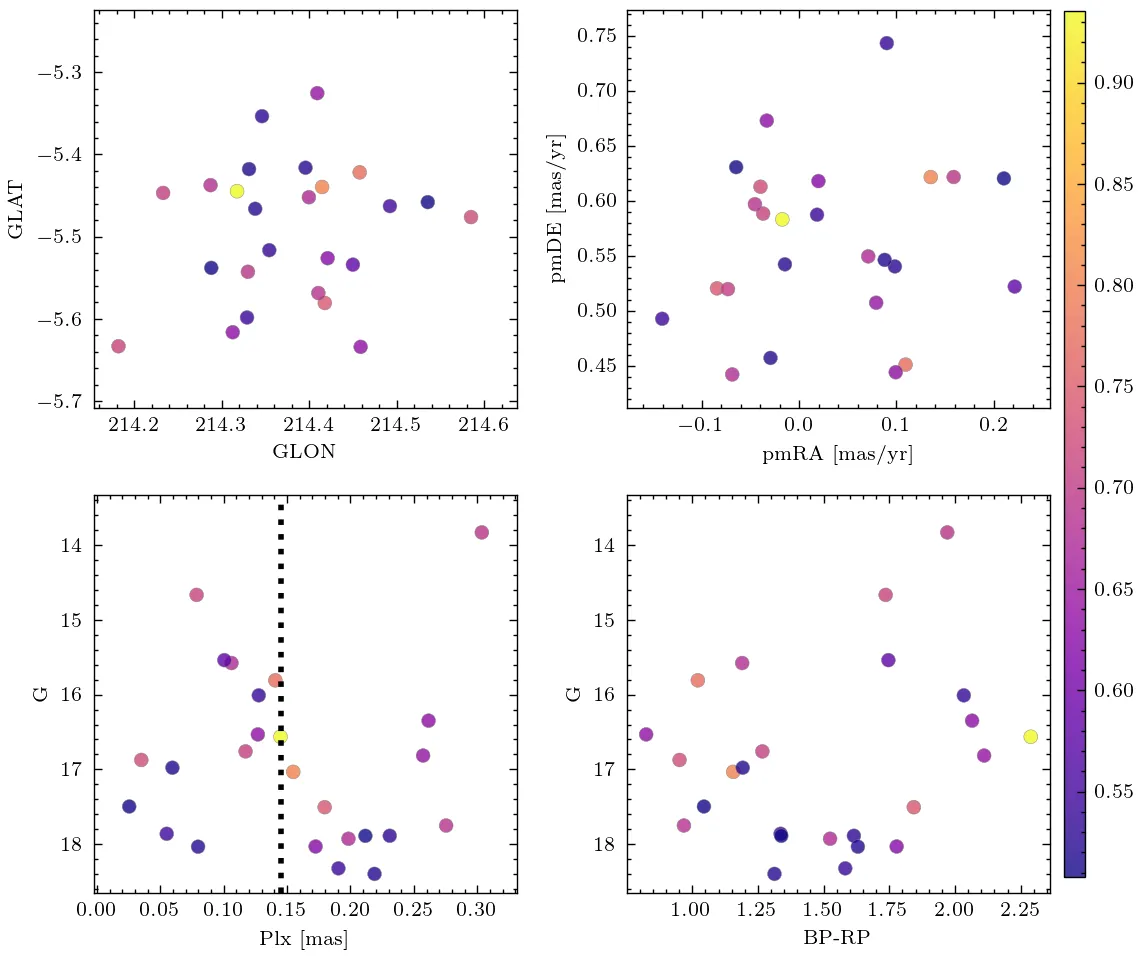 −5.3
−5.4
−5.5
−5.6
−5.7
GLAT
214.2 214.3 214.4 214.5 214.6
GLON
0.75
0.70
0.65
0.60
0.55
0.50
0.45
pmDE [mas/yr]
−0.1 0.0 0.1 0.2
pmRA [mas/yr]
14
15
16
17
18
G
0.00 0.05 0.10 0.15 0.20 0.25 0.30
Plx [mas]
14
15
16
17
18
G
1.00 1.25 1.50 1.75 2.00 2.25
BP-RP
0.90
0.85
0.80
0.75
0.70
0.65
0.60
0.55